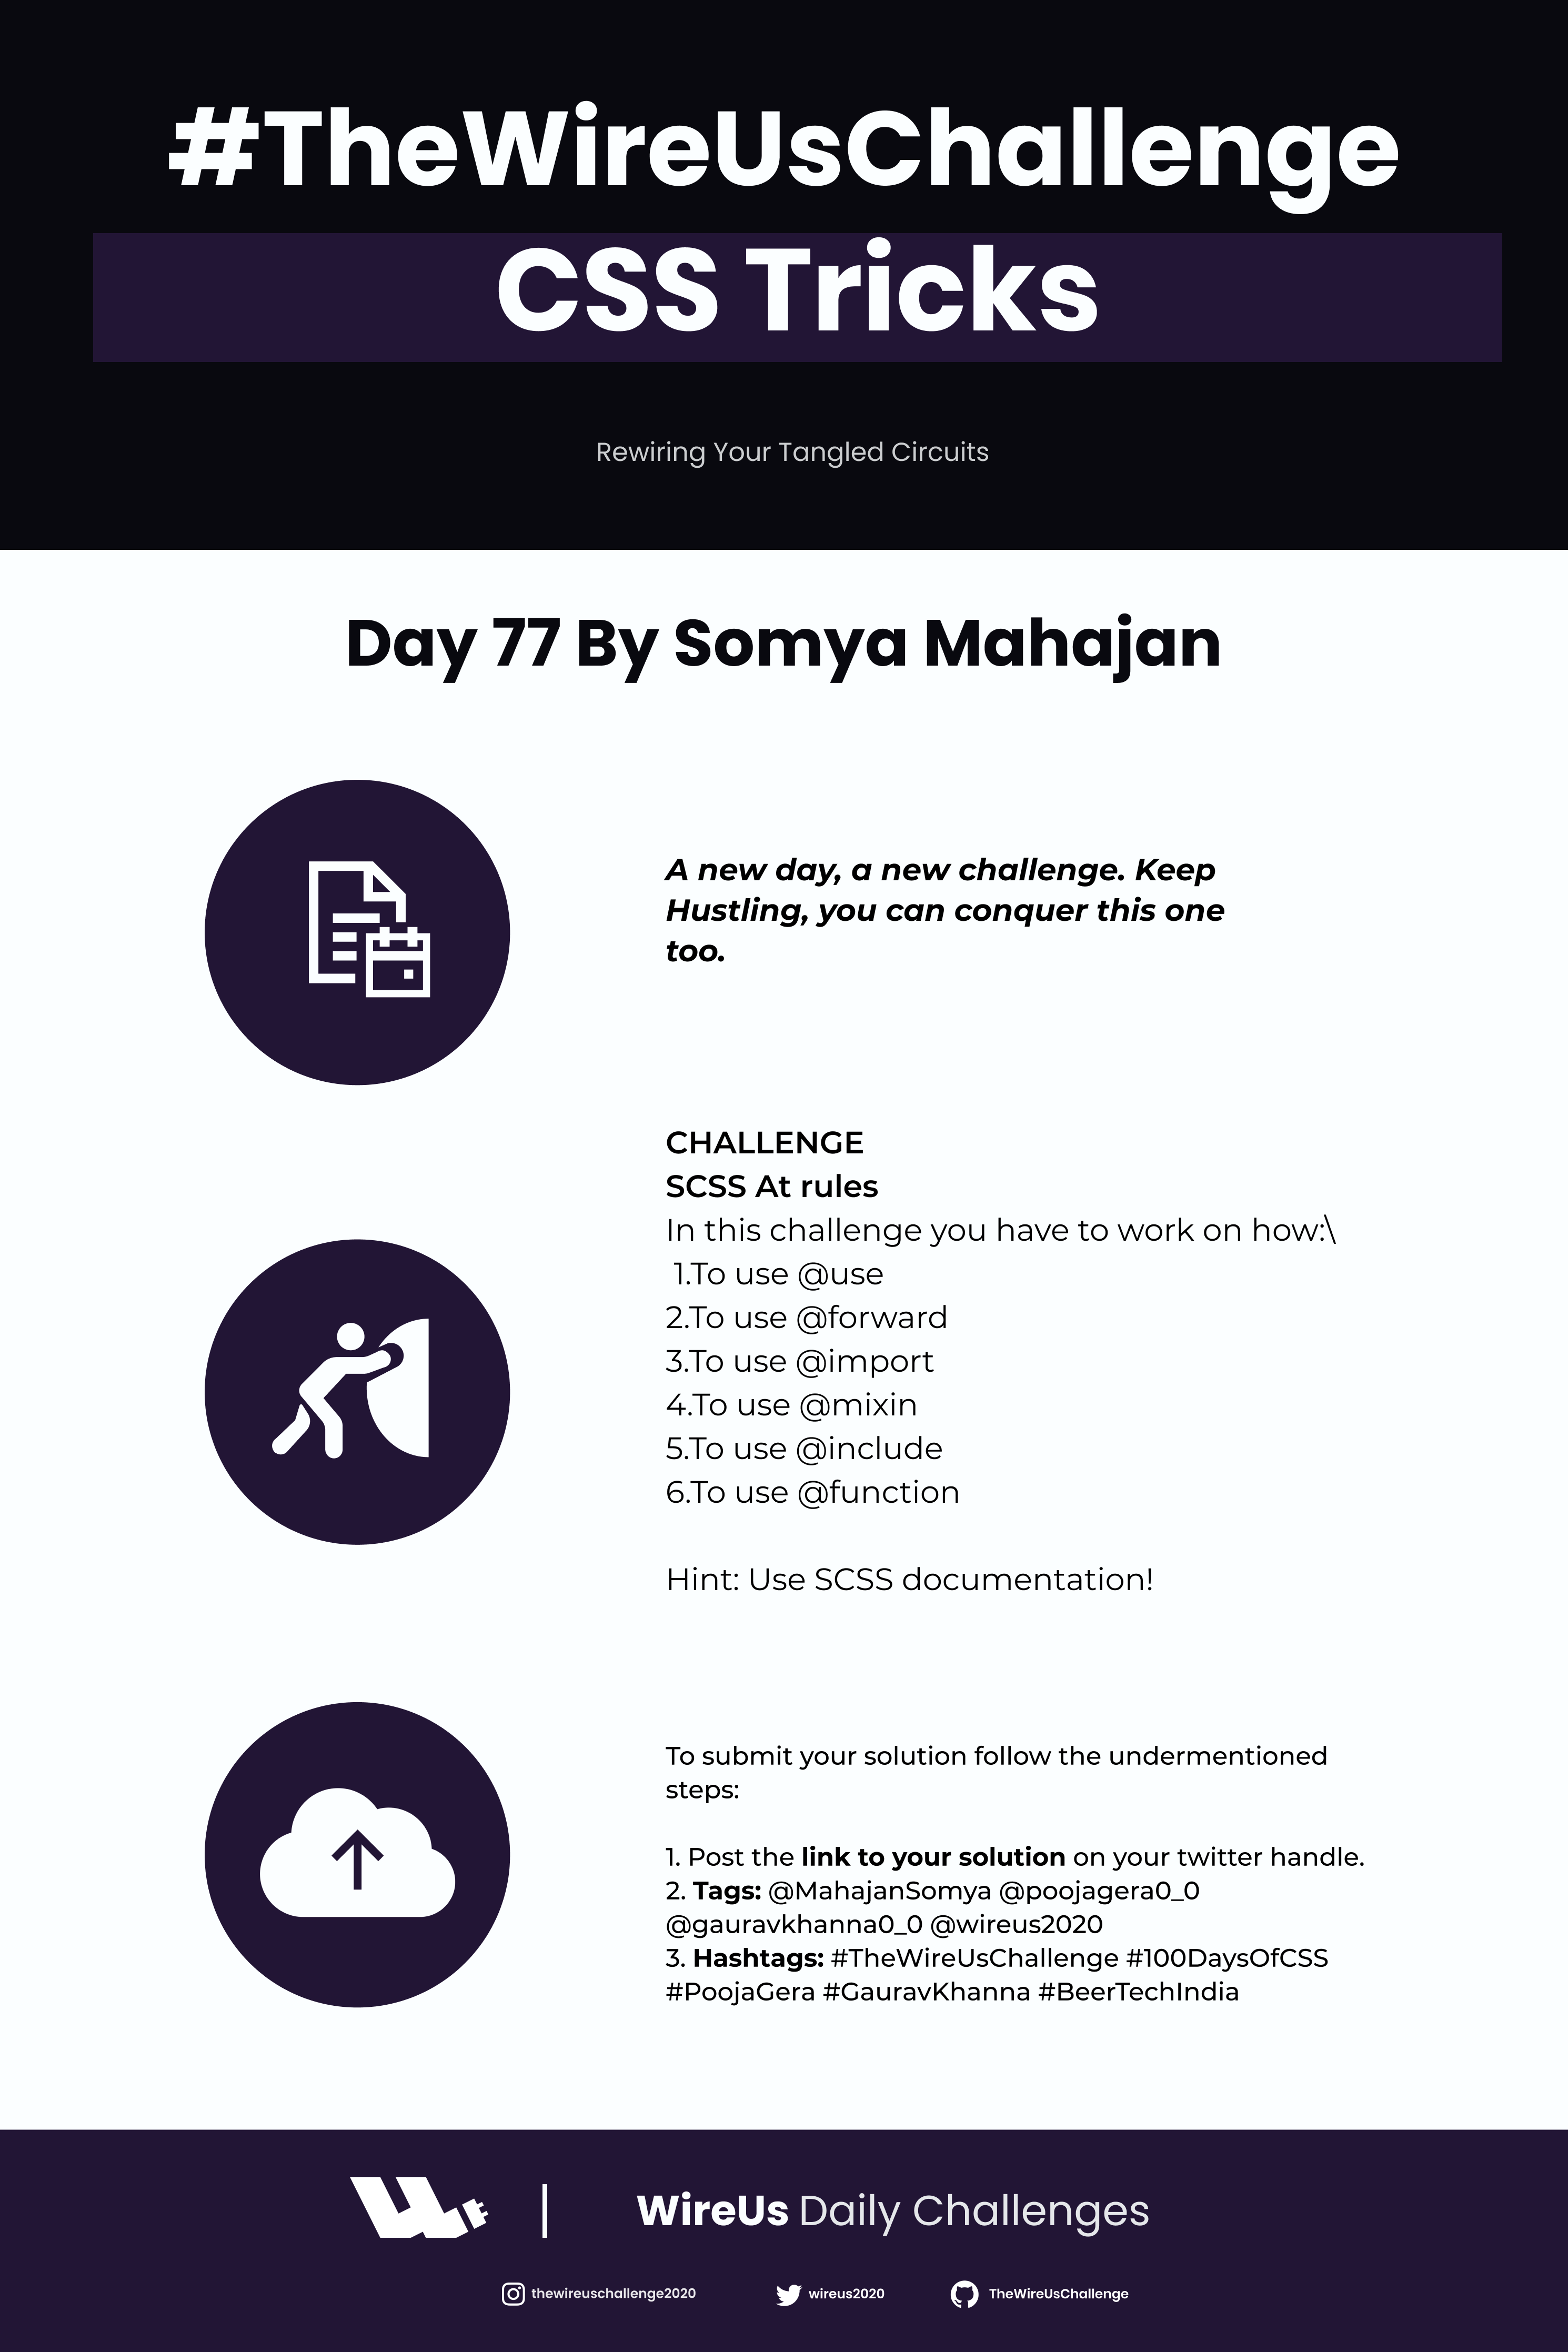 #TheWireUsChallenge
CSS Tricks
Rewiring Your Tangled Circuits
Day 77 By Somya Mahajan
A new day, a new challenge. Keep
Hustling, you can conquer this one
too.
CHALLENGE
SCSS At rules
In this challenge you have to work on how:\
1.To use @use
2.To use @forward
3.To use @import
4.To use @mixin
5.To use @include
6.To use @function
Hint: Use SCSS documentation!
To submit your solution follow the undermentioned
steps:
1. Post the link to your solution on your twitter handle.
2. Tags: @MahajanSomya @poojagera0_0
@gauravkhanna0_0 @wireus2020
3. Hashtags: #TheWireUsChallenge #100DaysOfCSS
#PoojaGera #GauravKhanna #BeerTechIndia
WireUs Daily Challenges
thewireuschallenge2020 wireus2020 TheWireUsChallenge